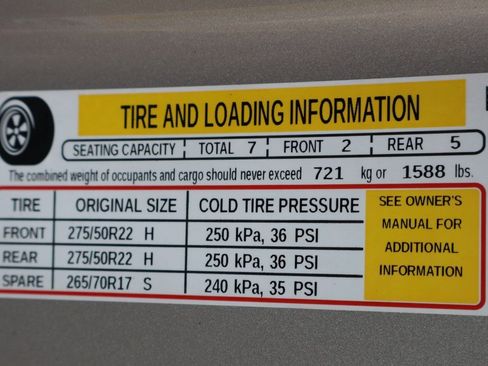 TIRE AND LOADING INFORMATION
SEATING CAPACITY TOTAL 7 FRONT 2 REAR 5
The combined weight of occupants and cargo should never exceed 721 kg or 1588 lbs.
TIRE ORIGINAL SIZE COLD TIRE PRESSURE
FRONT 275/50R22 H 250 kPa, 36 PSI
REAR 275/50R22 H 250 kPa, 36 PSI
SPARE 265/70R17 S 240 kPa, 35 PSI
SEE OWNER'S
MANUAL FOR
ADDITIONAL
INFORMATION